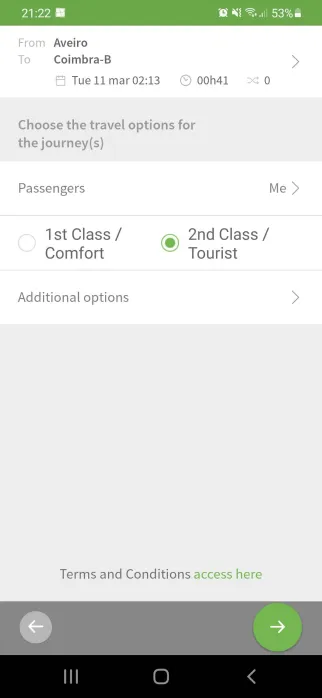 21:22 53%
From Aveiro
To Coimbra-B
Tue 11 mar 02:13 00h41 0
Choose the travel options for
the journey(s)
Passengers Me
1st Class / 2nd Class /
Comfort Tourist
Additional options
Terms and Conditions access here